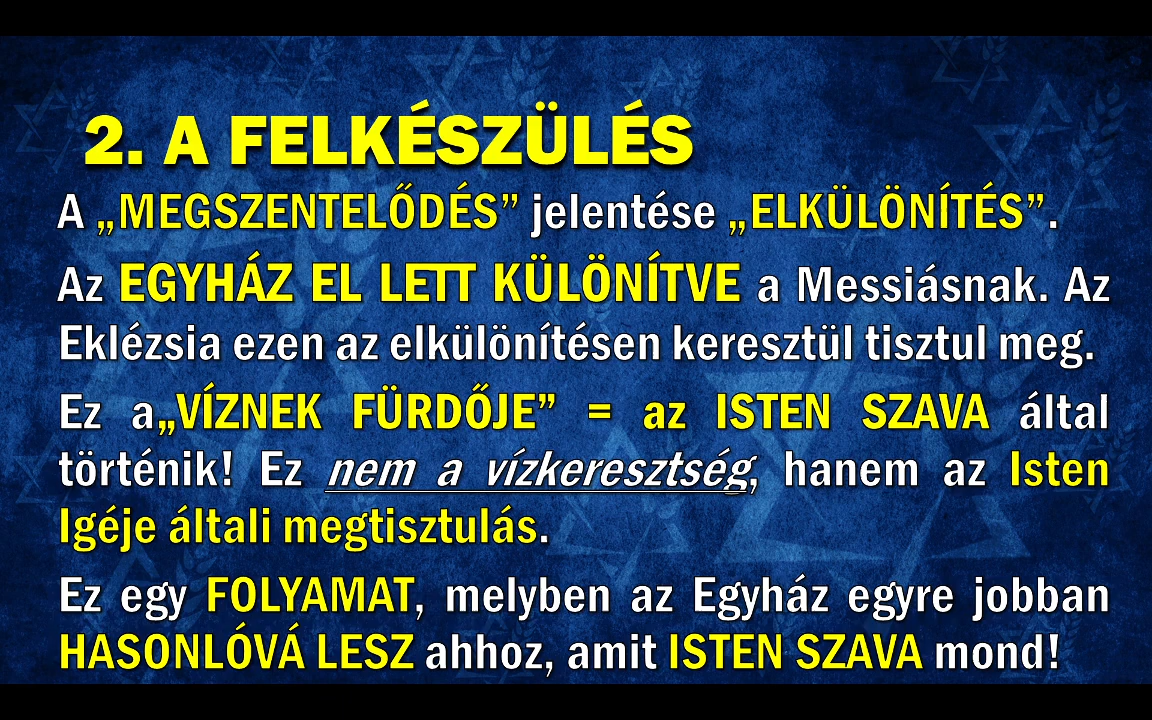 2. A FELKÉSZÜLÉS
A „MEGSZENTELŐDÉS” jelentése „ELKÜLÖNÍTÉS”.
Az EGYHÁZ EL LETT KÜLÖNÍTVE a Messiásnak. Az
Eklézsia ezen az elkülönítésen keresztül tisztul meg.
Ez a„VÍZNEK FÜRDŐJE” = az ISTEN SZAVA által
történik! Ez nem a vízkeresztség, hanem az Isten
Igéje általi megtisztulás.
Ez egy FOLYAMAT, melyben az Egyház egyre jobban
HASONLÓVÁ LESZ ahhoz, amit ISTEN SZAVA mond!